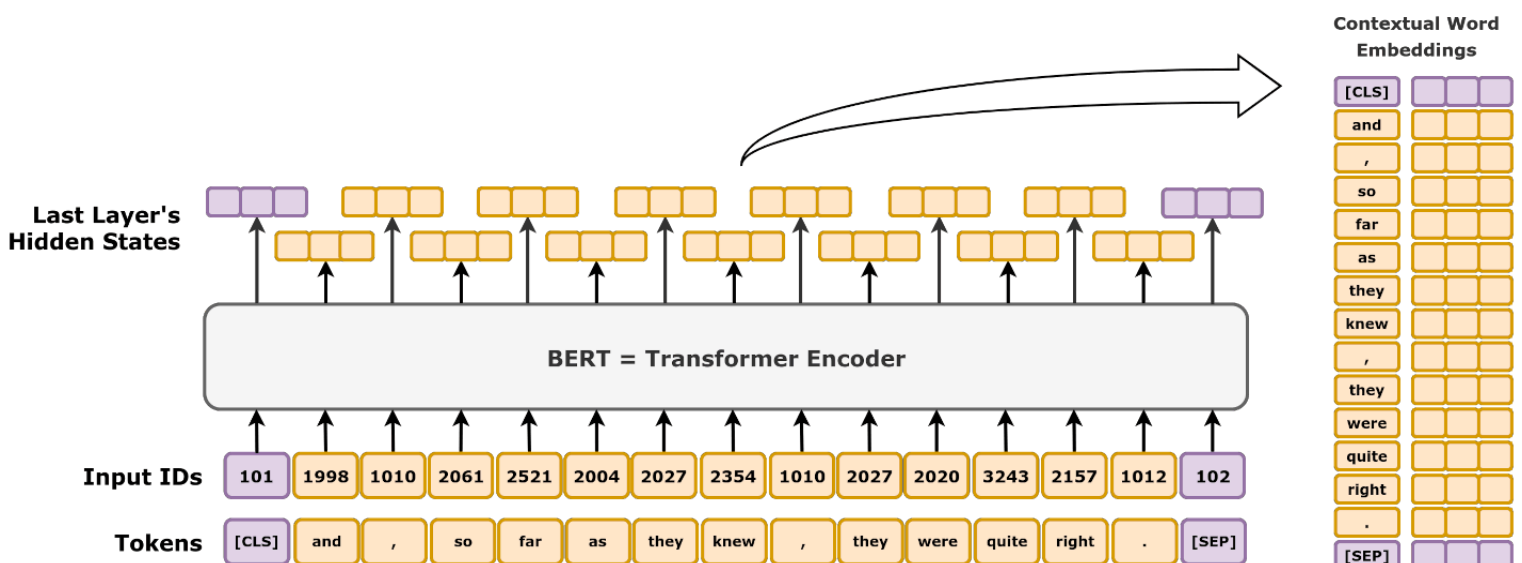 Contextual Word
Embeddings
[CLS]
and
,
so
far
as
they
knew
,
they
were
quite
right
.
[SEP]
Last Layer's
Hidden States
BERT = Transformer Encoder
Input IDs 101 1998 1010 2061 2521 2004 2027 2354 1010 2027 2020 3243 2157 1012 102
Tokens [CLS] and , so far as they knew , they were quite right . [SEP]